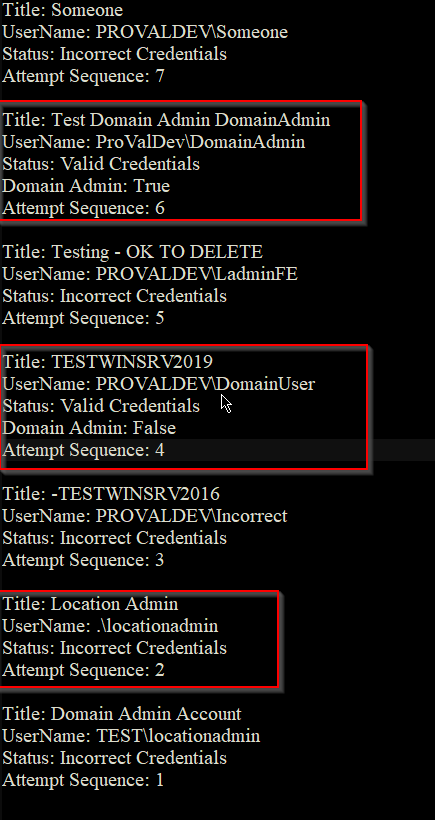 Title: Someone
UserName: PROVALDEV\Someone
Status: Incorrect Credentials
Attempt Sequence: 7
Title: Test Domain Admin DomainAdmin
UserName: ProValDev\DomainAdmin
Status: Valid Credentials
Domain Admin: True
Attempt Sequence: 6
Title: Testing - OK TO DELETE
UserName: PROVALDEV\LadminFE
Status: Incorrect Credentials
Attempt Sequence: 5
Title: TESTWINSRV2019
UserName: PROVALDEV\DomainUser
Status: Valid Credentials
Domain Admin: False
Attempt Sequence: 4
Title: -TESTWINSRV2016
UserName: PROVALDEV\Incorrect
Status: Incorrect Credentials
Attempt Sequence: 3
Title: Location Admin
UserName: .\locationadmin
Status: Incorrect Credentials
Attempt Sequence: 2
Title: Domain Admin Account
UserName: TEST\locationadmin
Status: Incorrect Credentials
Attempt Sequence: 1